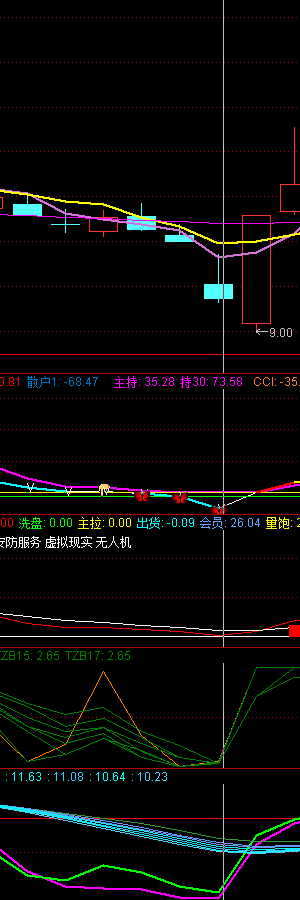 ←9.00
0.81 散户1: -68.47 主持: 35.28 持30: 73.58 CCI: -35.
00 洗盘: 0.00 主拉: 0.00 出货: -0.09 会员: 26.04 量饱: 2
安防服务 虚拟现实 无人机
TZB15: 2.65 TZB17: 2.65
: 11.63 : 11.08 : 10.64 : 10.23